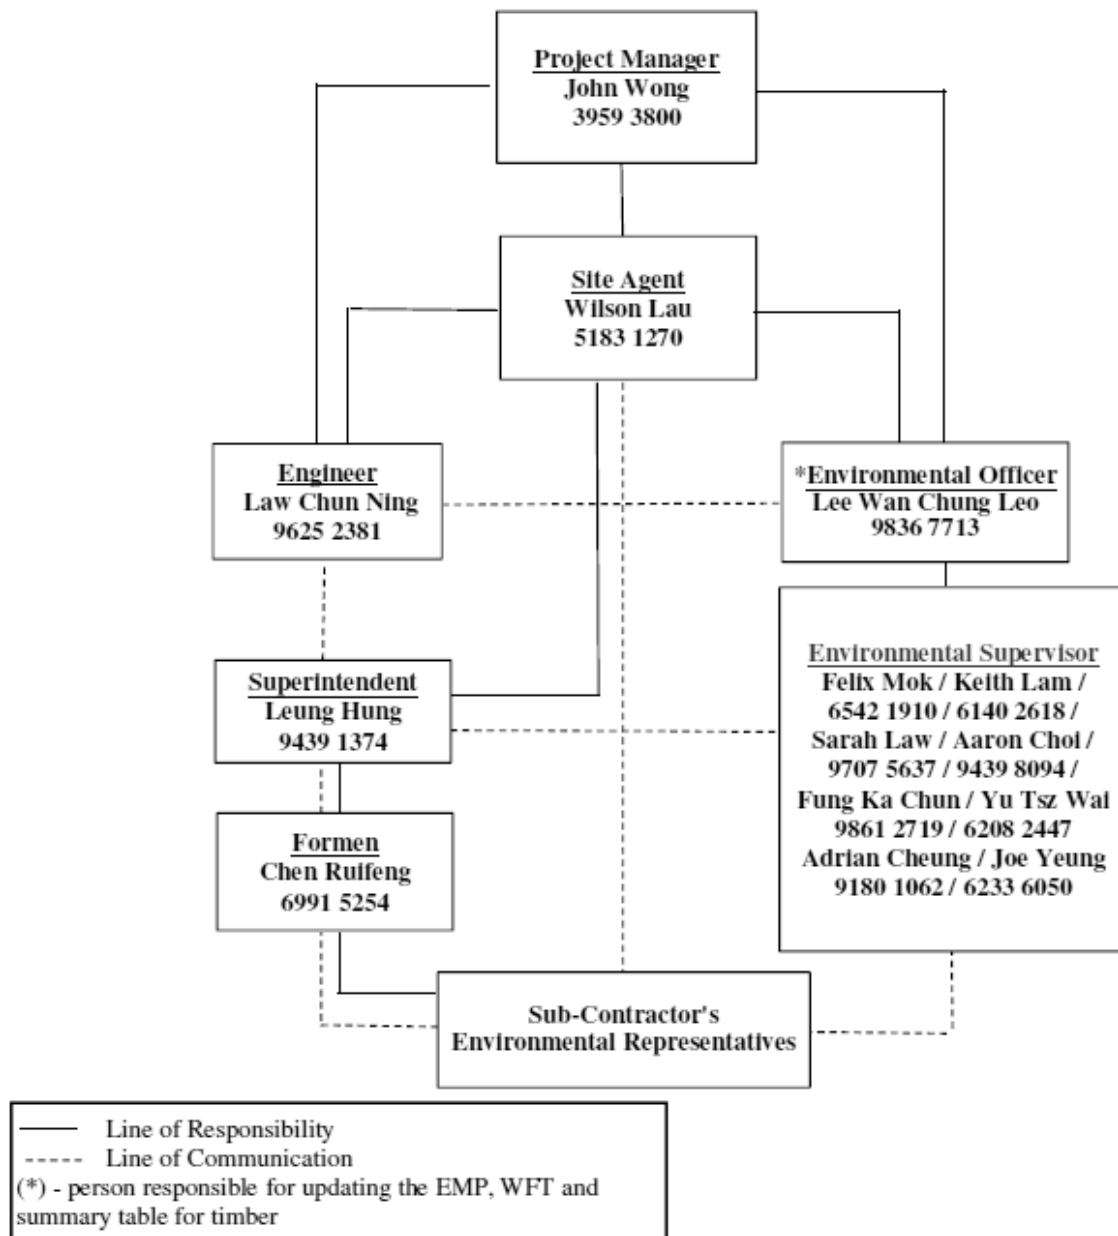 Project Manager
John Wong
3959 3800
Site Agent
Wilson Lau
5183 1270
Engineer
Law Chun Ning
9625 2381
*Environmental Officer
Lee Wan Chung Leo
9836 7713
Environmental Supervisor
Felix Mok / Keith Lam /
6542 1910 / 6140 2618 /
Sarah Law / Aaron Choi /
9707 5637 / 9439 8094 /
Fung Ka Chun / Yu Tsz Wai
9861 2719 / 6208 2447
Adrian Cheung / Joe Yeung
9180 1062 / 6233 6050
Superintendent
Leung Hung
9439 1374
Formen
Chen Ruifeng
6991 5254
Sub-Contractor's
Environmental Representatives
Line of Responsibility
Line of Communication
(*) - person responsible for updating the EMP, WFT and
summary table for timber